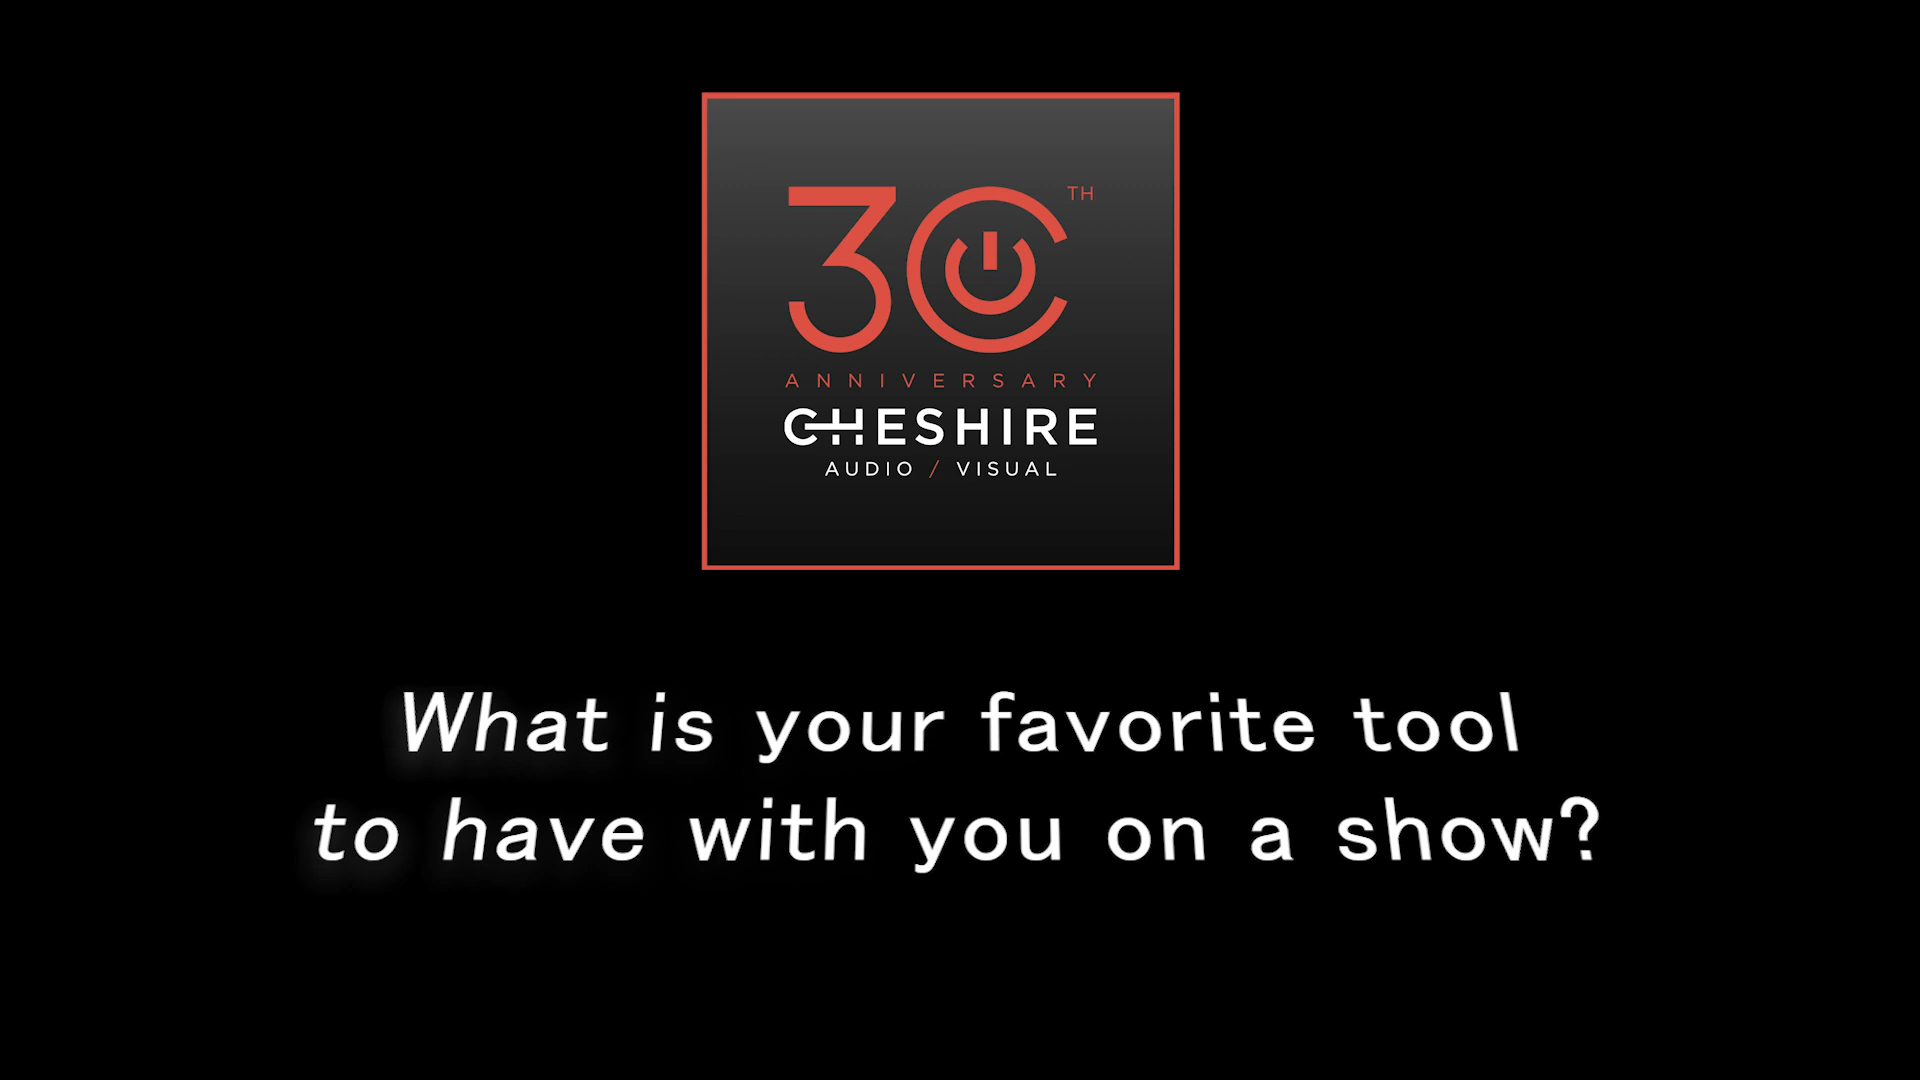 30TH
ANNIVERSARY
CHESHIRE
AUDIO / VISUAL
What is your favorite tool
to have with you on a show?